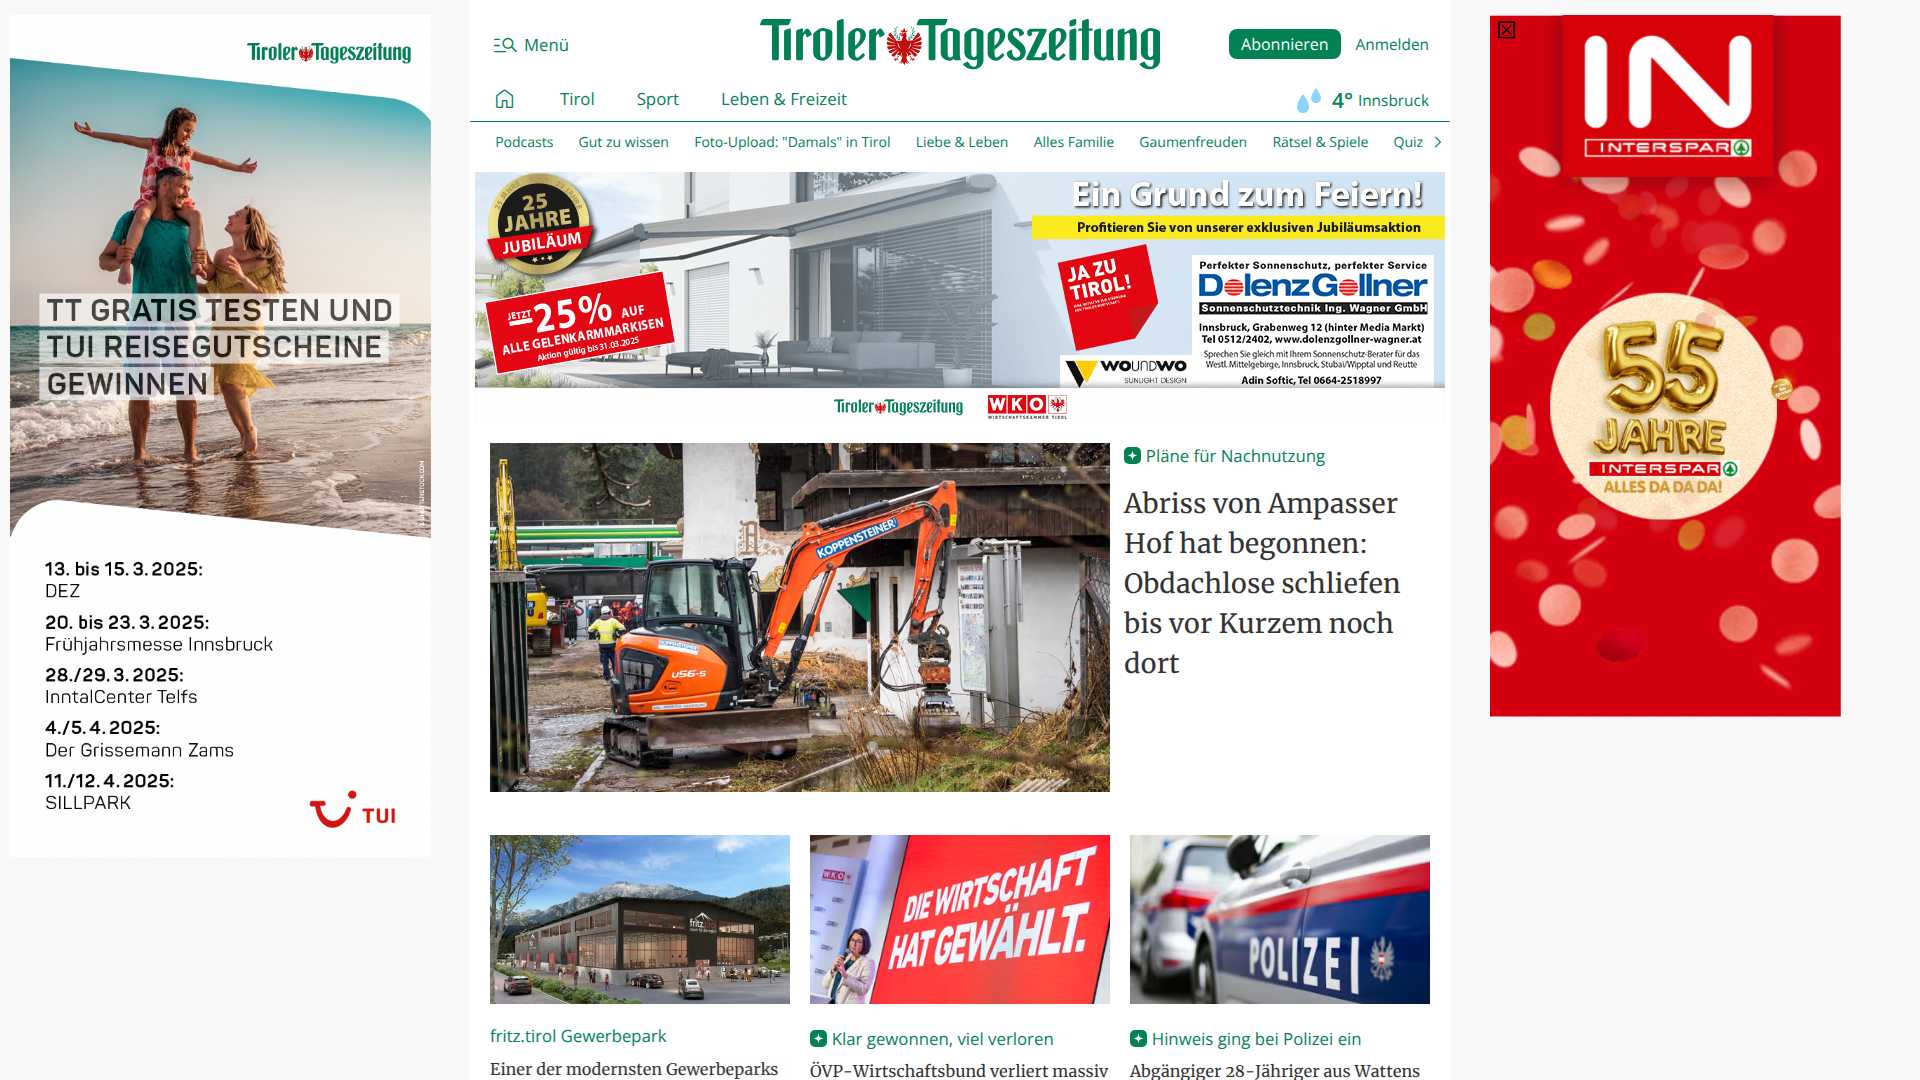 Tiroler Tageszeitung
TT GRATIS TESTEN UND
TUI REISEGUTSCHEINE
GEWINNEN
13. bis 15. 3. 2025:
DEZ
20. bis 23. 3. 2025:
Frühjahrsmesse Innsbruck
28./29. 3. 2025:
InntalCenter Telfs
4./5. 4. 2025:
Der Grissemann Zams
11./12. 4. 2025:
SILLPARK
TUI
Menü
Tiroler Tageszeitung
Abonnieren
Anmelden
Tirol
Sport
Leben & Freizeit
4° Innsbruck
Podcasts
Gut zu wissen
Foto-Upload: "Damals" in Tirol
Liebe & Leben
Alles Familie
Gaumenfreuden
Rätsel & Spiele
Quiz
25
JAHRE
JUBILÄUM
JETZT
–25% AUF
ALLE GELENKARMMARKISEN
Aktion gültig bis 31.03.2025
Ein Grund zum Feiern!
Profitieren Sie von unserer exklusiven Jubiläumsaktion
JA ZU
TIROL!
WOUNDWO
SUNLIGHT DESIGN
Perfekter Sonnenschutz, perfekter Service
Dolenz Gollner
Sonnenschutztechnik Ing. Wagner GmbH
Innsbruck, Grabenweg 12 (hinter Media Markt)
Tel 0512/2402, www.dolenzgollner-wagner.at
Sprechen Sie gleich mit Ihrem Sonnenschutz-Berater für das
Westl. Mittelgebirge, Innsbruck, Stubai/Wipptal und Reutte
Adin Softic, Tel 0664-2518997
Tiroler Tageszeitung
WKO
WIRTSCHAFTSKAMMER TIROL
KOPPENSTEINER
U56-5
Pläne für Nachnutzung
Abriss von Ampasser
Hof hat begonnen:
Obdachlose schliefen
bis vor Kurzem noch
dort
fritz
fritz.tirol Gewerbepark
Einer der modernsten Gewerbeparks
WKO
DIE WIRTSCHAFT
HAT GEWÄHLT.
Klar gewonnen, viel verloren
ÖVP-Wirtschaftsbund verliert massiv
POLIZEI
Hinweis ging bei Polizei ein
Abgängiger 28-Jähriger aus Wattens
IN
INTERSPAR
55
JAHRE
INTERSPAR
ALLES DA DA DA!